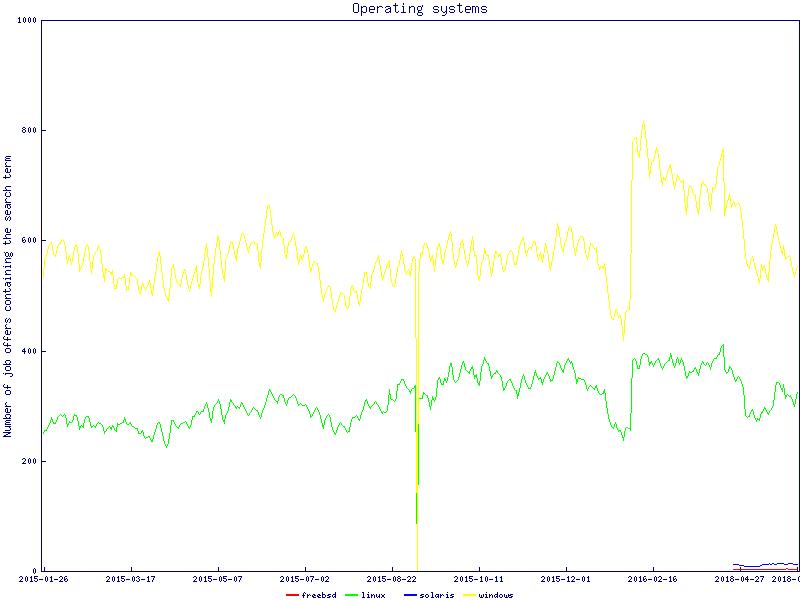 Operating systems
Number of job offers containing the search term
1000
800
600
400
200
0
2015-01-26 2015-03-17 2015-05-07 2015-07-02 2015-08-22 2015-10-11 2015-12-01 2016-02-16 2018-04-27 2018-0
freebsd linux solaris windows